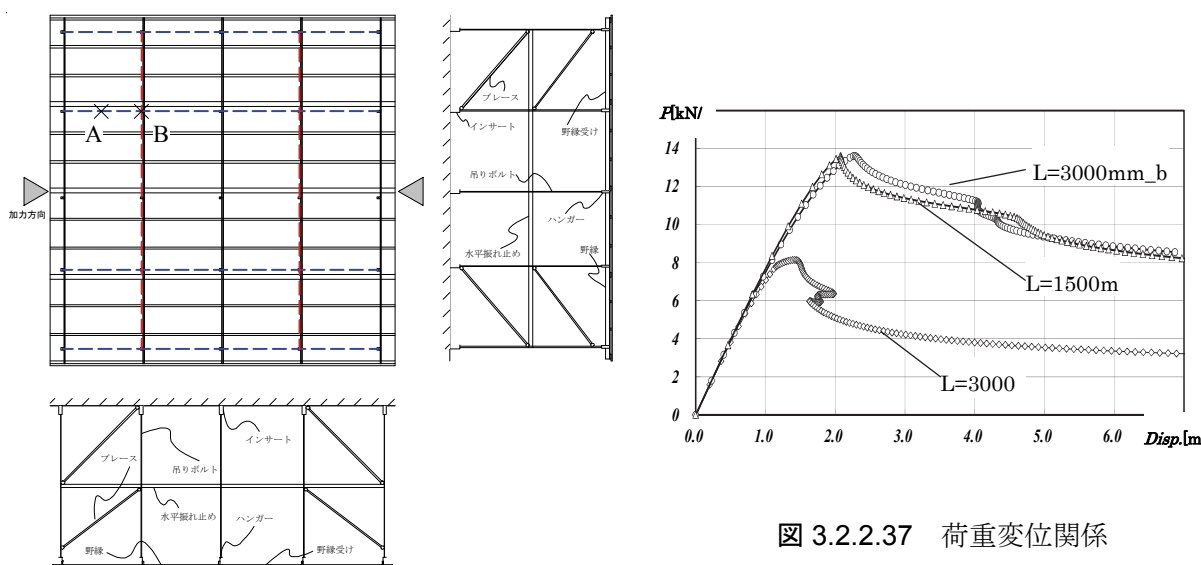 A
B
加力方向
ブレース
インサート
野縁受け
吊りボルト
ハンガー
水平振れ止め
野縁
インサート
ブレース
吊りボルト
水平振れ止め
ハンガー
野縁
野縁受け
P[kN/
14
12
10
8
6
4
2
0
0.0 1.0 2.0 3.0 4.0 5.0 6.0 Disp.[m
L=3000mm_b
L=1500m
L=3000
図 3.2.2.37 荷重変位関係